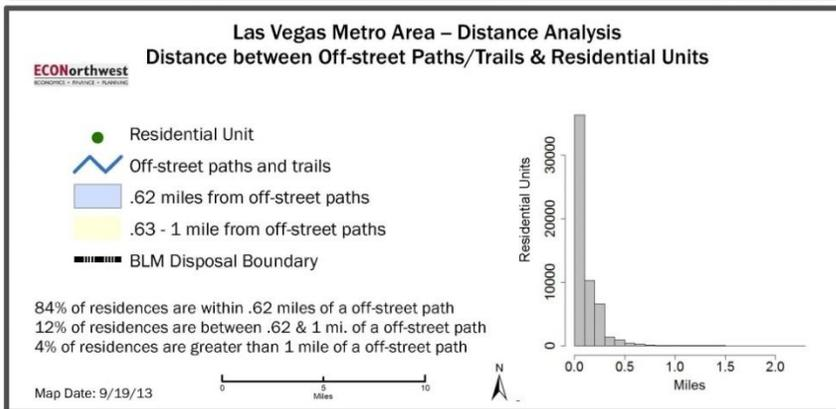 Las Vegas Metro Area – Distance Analysis
Distance between Off-street Paths/Trails & Residential Units
ECONorthwest
ECONOMICS • FINANCE • PLANNING
Residential Unit
Off-street paths and trails
.62 miles from off-street paths
.63 - 1 mile from off-street paths
BLM Disposal Boundary
84% of residences are within .62 miles of a off-street path
12% of residences are between .62 & 1 mi. of a off-street path
4% of residences are greater than 1 mile of a off-street path
Map Date: 9/19/13
0 5 10
Miles
N
Residential Units
30000
20000
10000
0
0.0 0.5 1.0 1.5 2.0
Miles